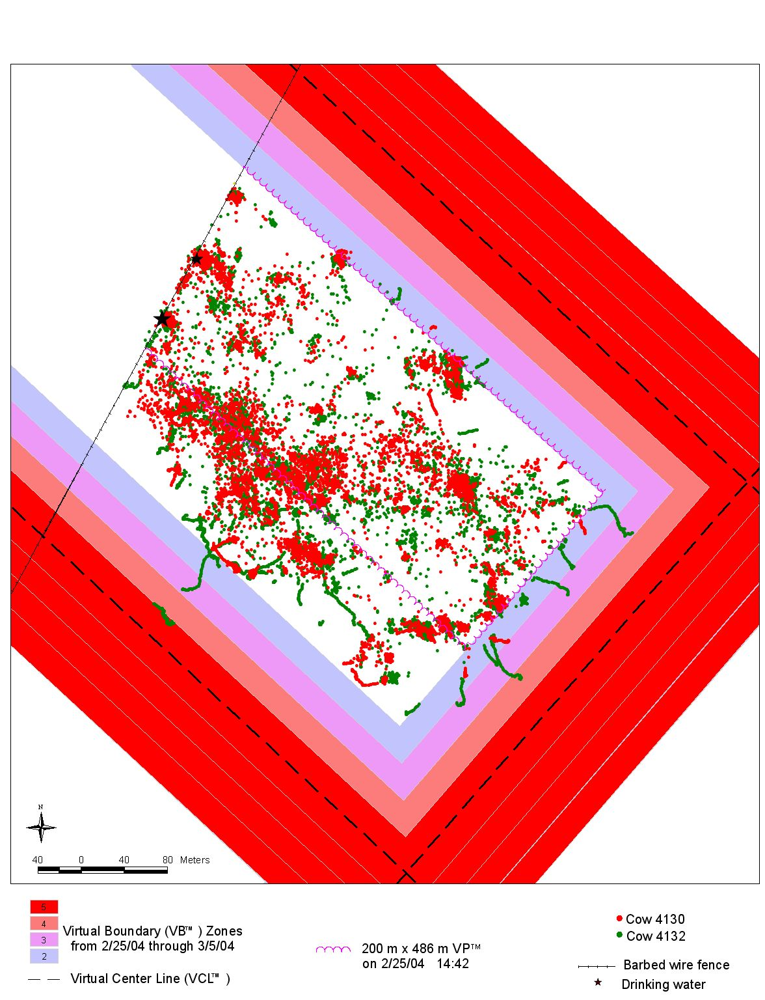 N
40 0 40 80 Meters
5
4
3
2
Virtual Boundary (VB™ ) Zones
from 2/25/04 through 3/5/04
Virtual Center Line (VCL™ )
200 m x 486 m VP™
on 2/25/04 14:42
Cow 4130
Cow 4132
Barbed wire fence
Drinking water